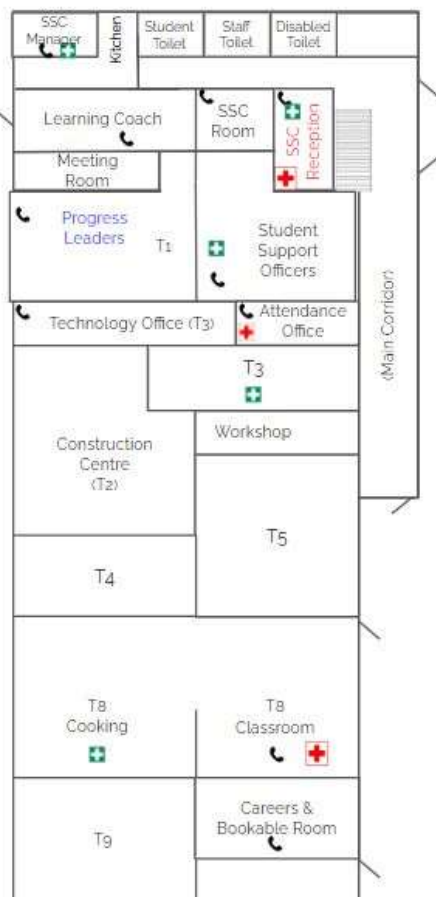 SSC
Manager
Kitchen
Student
Toilet
Staff
Toilet
Disabled
Toilet
Learning Coach
SSC
Room
SSC
Reception
Meeting
Room
Progress
Leaders
T1
Student
Support
Officers
Technology Office (T3)
Attendance
Office
(Main Corridor)
T3
Workshop
Construction
Centre
(T2)
T5
T4
T8
Cooking
T8
Classroom
T9
Careers &
Bookable Room